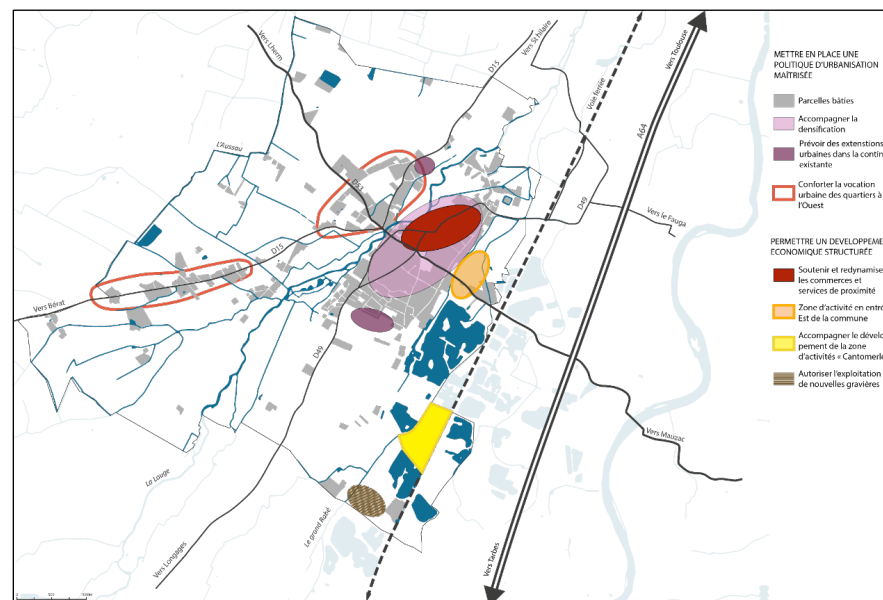 METTRE EN PLACE UNE
POLITIQUE D'URBANISATION
MAÎTRISÉE
Parcelles bâties
Accompagner la
densification
Prévoir des extenstions
urbaines dans la contin
existante
Conforter la vocation
urbaine des quartiers à
l'Ouest
PERMETTRE UN DEVELOPPEME
ECONOMIQUE STRUCTURÉE
Soutenir et redynamise
les commerces et
services de proximité
Zone d'activité en entré
Est de la commune
Accompagner le dévelo
pement de la zone
d'activités « Cantomerle
Autoriser l'exploitation
de nouvelles gravières
Vers Lherm
D15
Vers St hilaire
Voie ferrée
Vers Toulouse
A64
L'Aussau
D53
D49
Vers le Fauga
D15
Vers Bérat
D49
Vers Mauzac
La Louge
Le grand Rabé
Vers Longages
Vers Tarbes
0
500